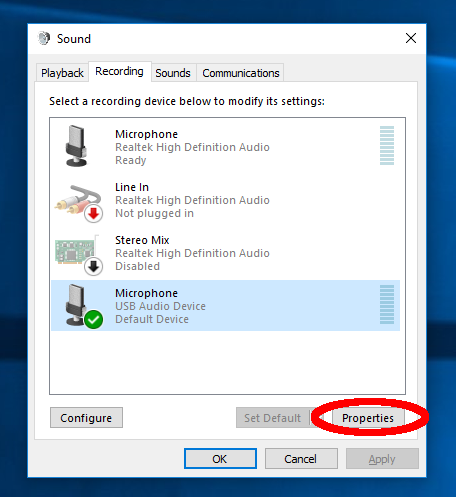 Sound
Playback Recording Sounds Communications
Select a recording device below to modify its settings:
Microphone
Realtek High Definition Audio
Ready
Line In
Realtek High Definition Audio
Not plugged in
Stereo Mix
Realtek High Definition Audio
Disabled
Microphone
USB Audio Device
Default Device
Configure Set Default Properties
OK Cancel Apply